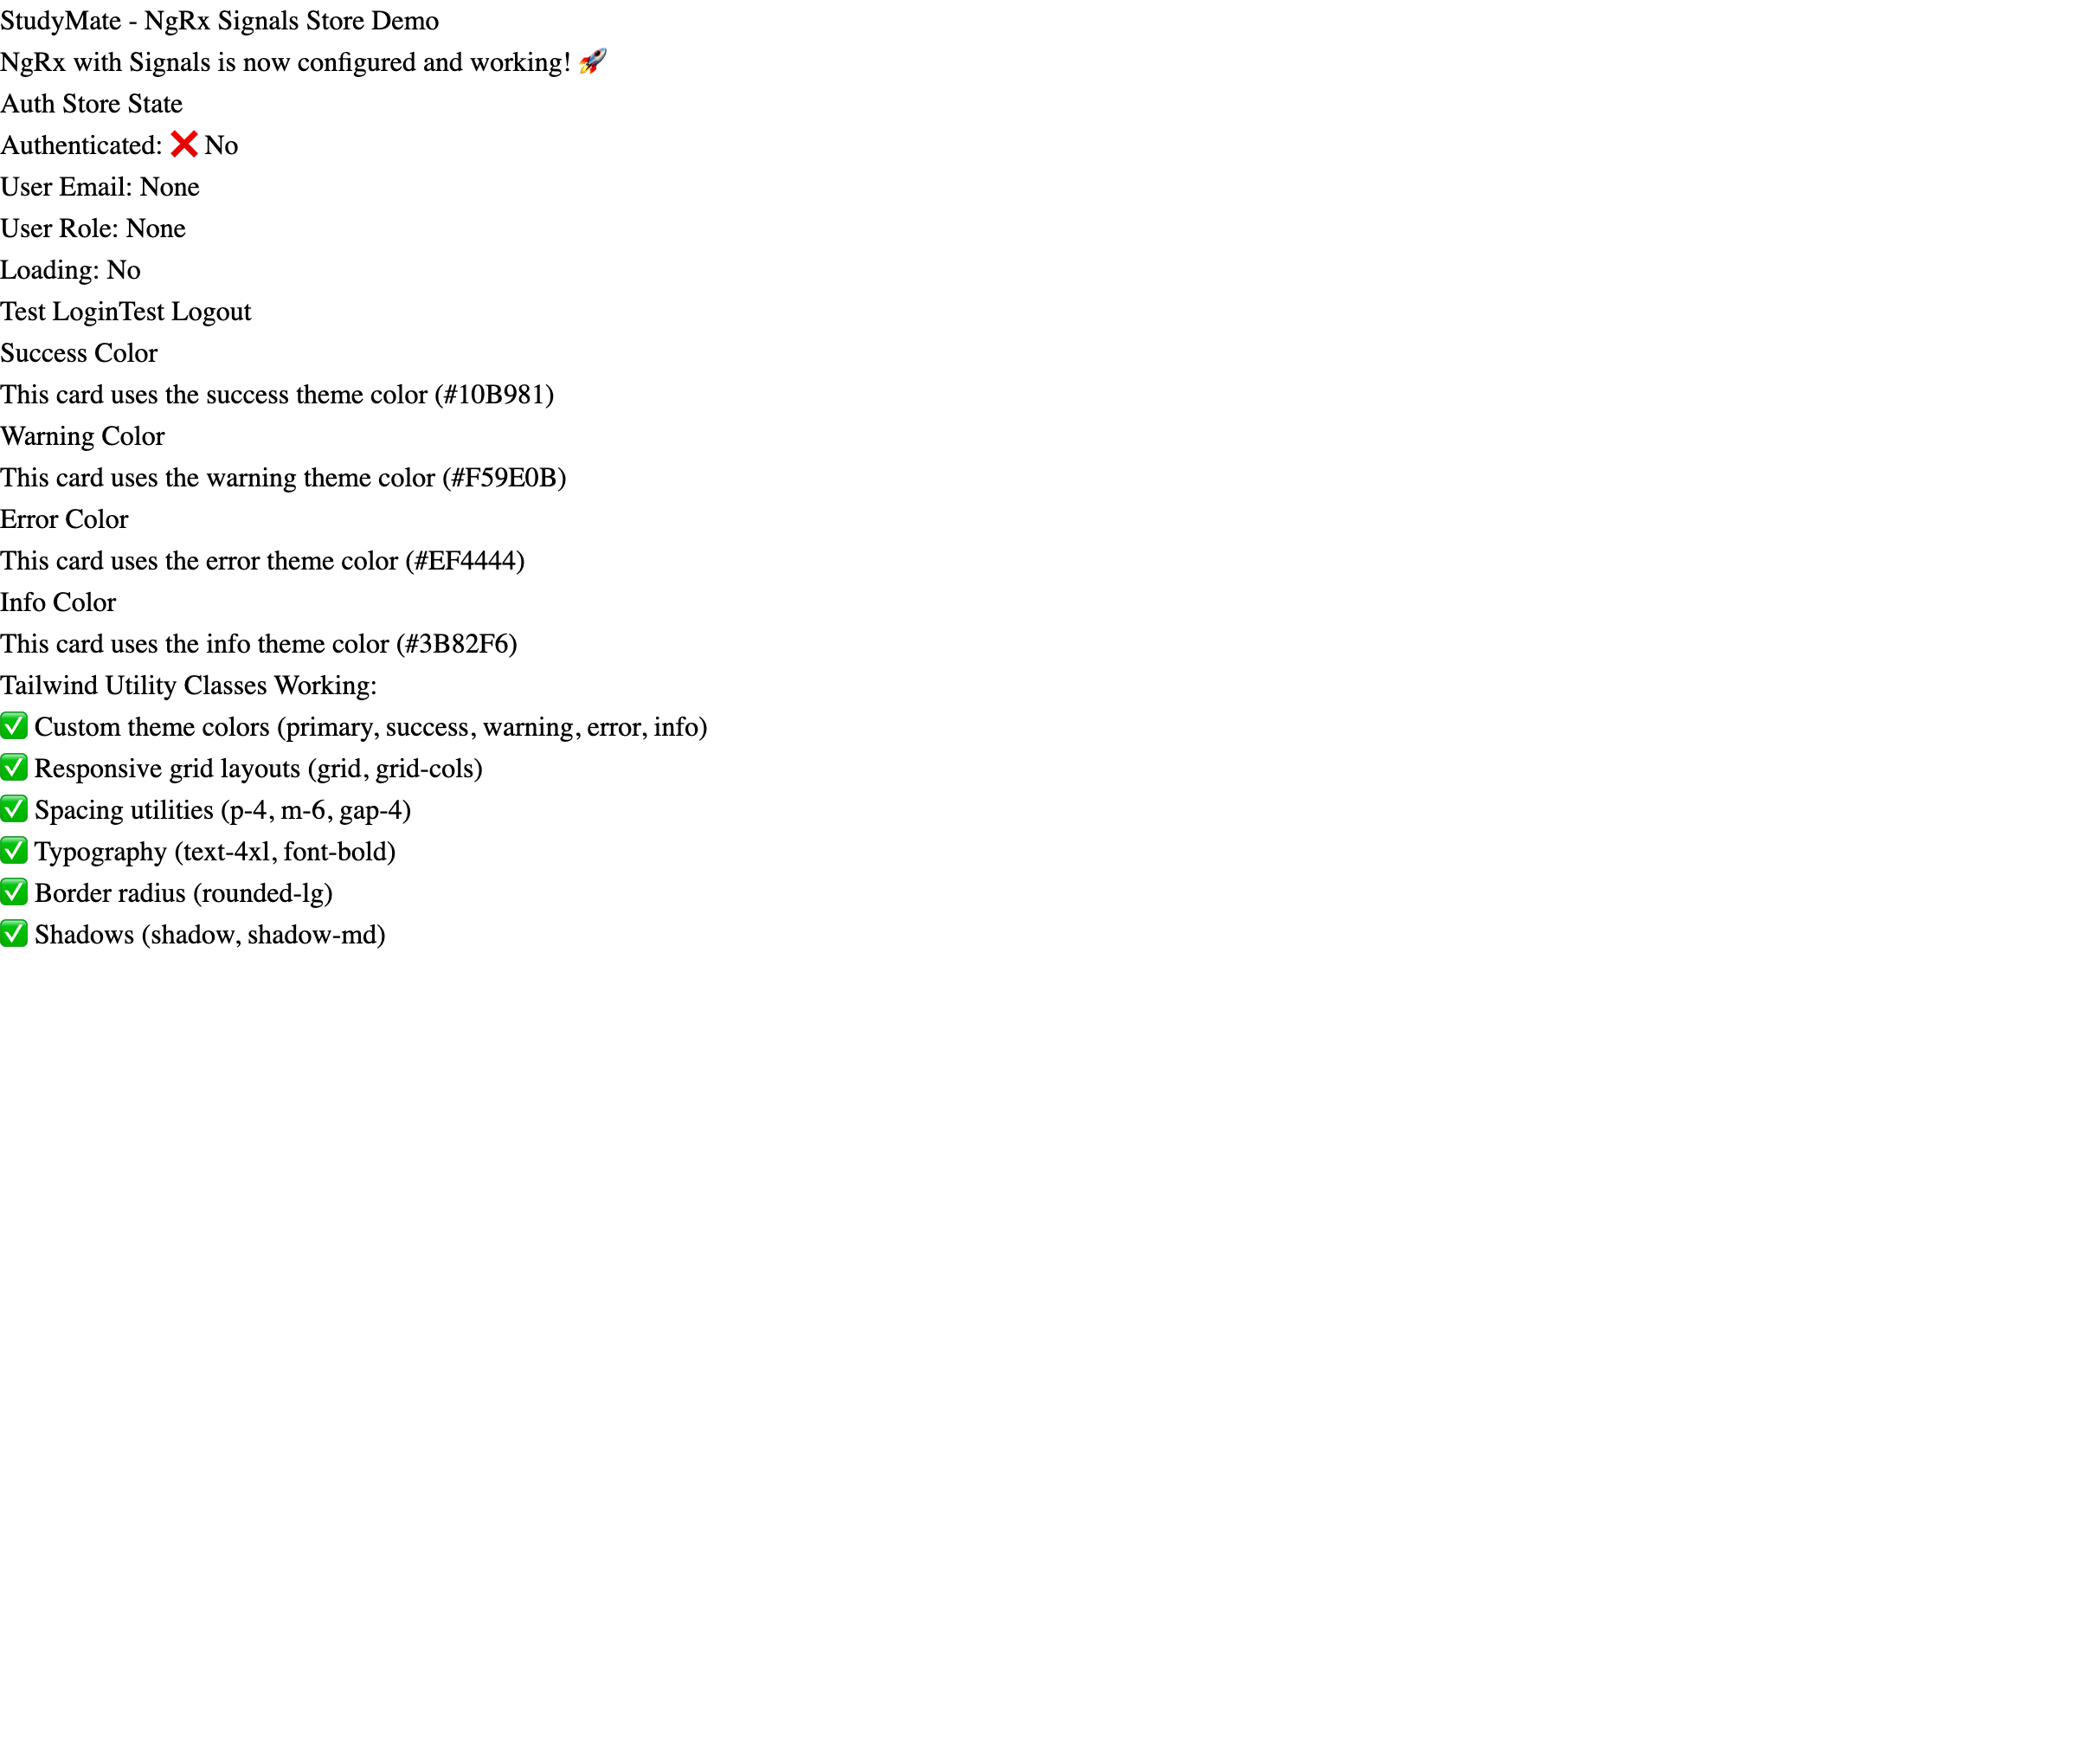 StudyMate - NgRx Signals Store Demo
NgRx with Signals is now configured and working! 🚀
Auth Store State
Authenticated: ❌ No
User Email: None
User Role: None
Loading: No
Test LoginTest Logout
Success Color
This card uses the success theme color (#10B981)
Warning Color
This card uses the warning theme color (#F59E0B)
Error Color
This card uses the error theme color (#EF4444)
Info Color
This card uses the info theme color (#3B82F6)
Tailwind Utility Classes Working:
✅ Custom theme colors (primary, success, warning, error, info)
✅ Responsive grid layouts (grid, grid-cols)
✅ Spacing utilities (p-4, m-6, gap-4)
✅ Typography (text-4xl, font-bold)
✅ Border radius (rounded-lg)
✅ Shadows (shadow, shadow-md)